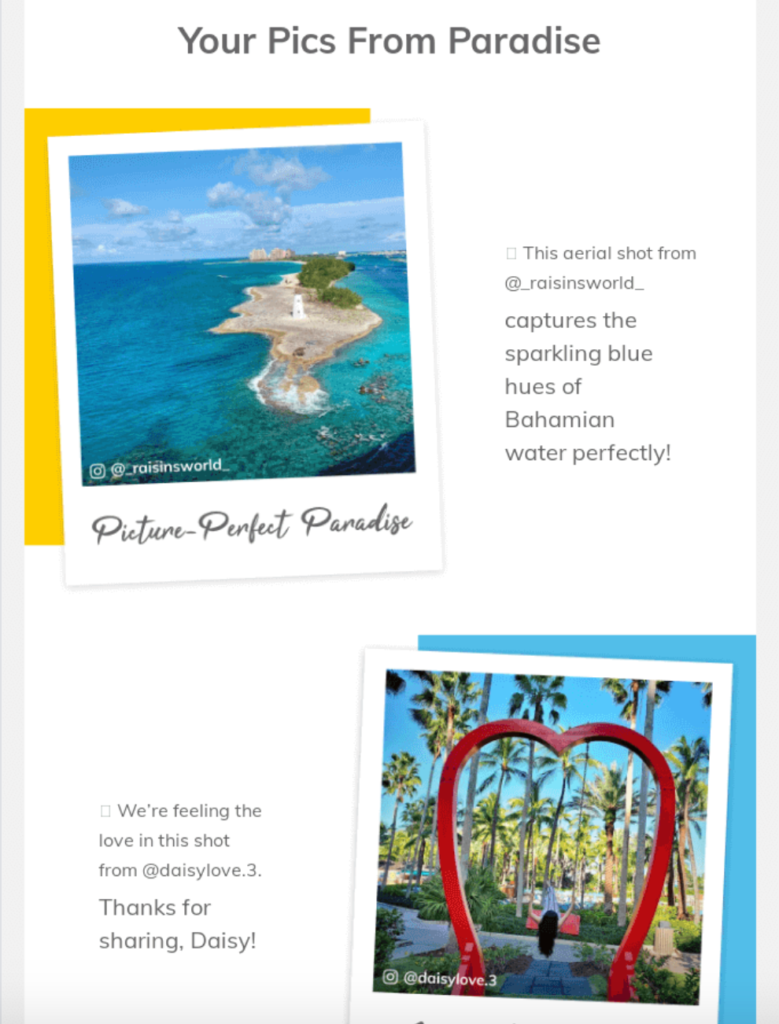 Your Pics From Paradise
@_raisinsworld_
Picture-Perfect Paradise
This aerial shot from
@_raisinsworld_
captures the
sparkling blue
hues of
Bahamian
water perfectly!
We’re feeling the
love in this shot
from @daisylove.3.
Thanks for
sharing, Daisy!
@daisylove.3